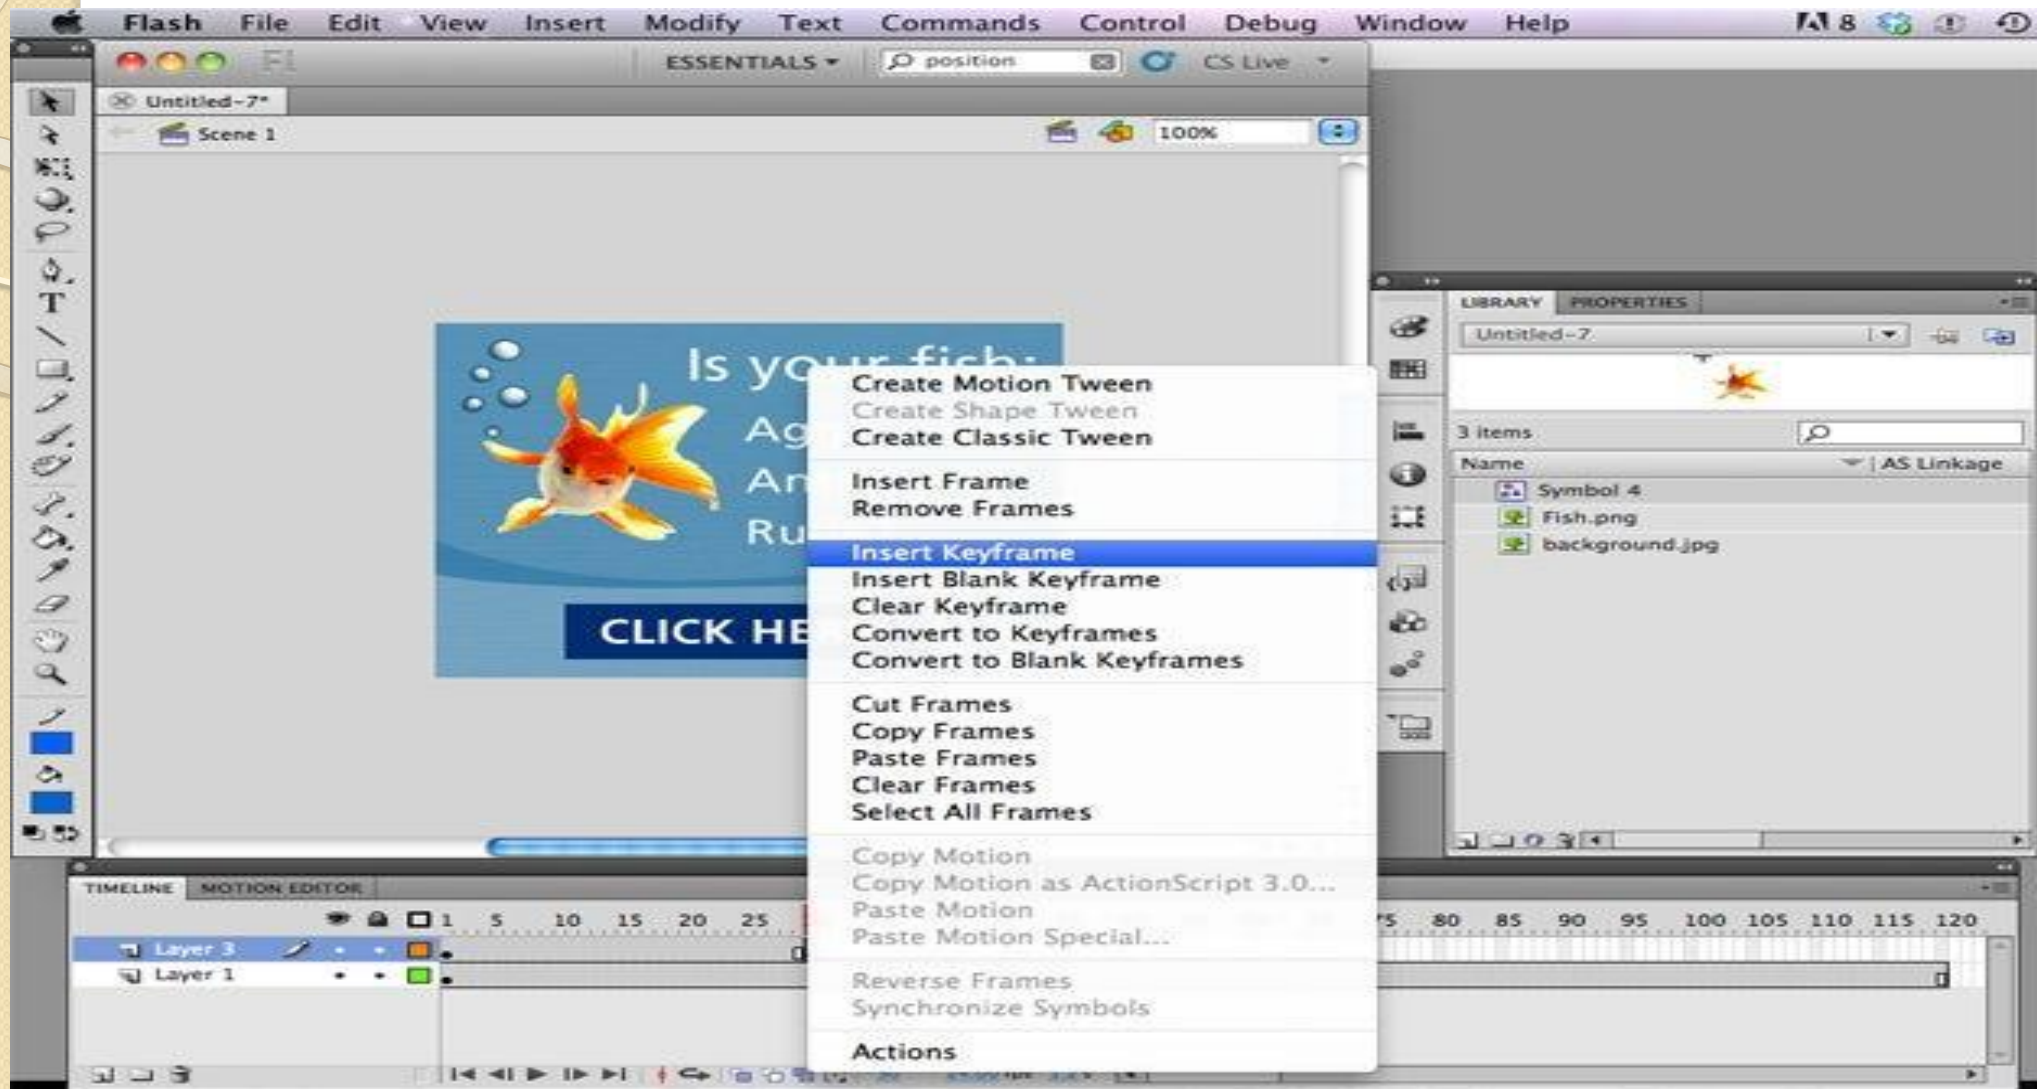 Flash File Edit View Insert Modify Text Commands Control Debug Window Help 8
Fl ESSENTIALS position CS Live
Untitled-7*
Scene 1 100%
Is your fish:
Ag
An
Ru
CLICK HE
Create Motion Tween
Create Shape Tween
Create Classic Tween
Insert Frame
Remove Frames
Insert Keyframe
Insert Blank Keyframe
Clear Keyframe
Convert to Keyframes
Convert to Blank Keyframes
Cut Frames
Copy Frames
Paste Frames
Clear Frames
Select All Frames
Copy Motion
Copy Motion as ActionScript 3.0...
Paste Motion
Paste Motion Special...
Reverse Frames
Synchronize Symbols
Actions
LIBRARY PROPERTIES
Untitled-7
3 items
Name AS Linkage
Symbol 4
Fish.png
background.jpg
TIMELINE MOTION EDITOR
1 5 10 15 20 25 75 80 85 90 95 100 105 110 115 120
Layer 3
Layer 1